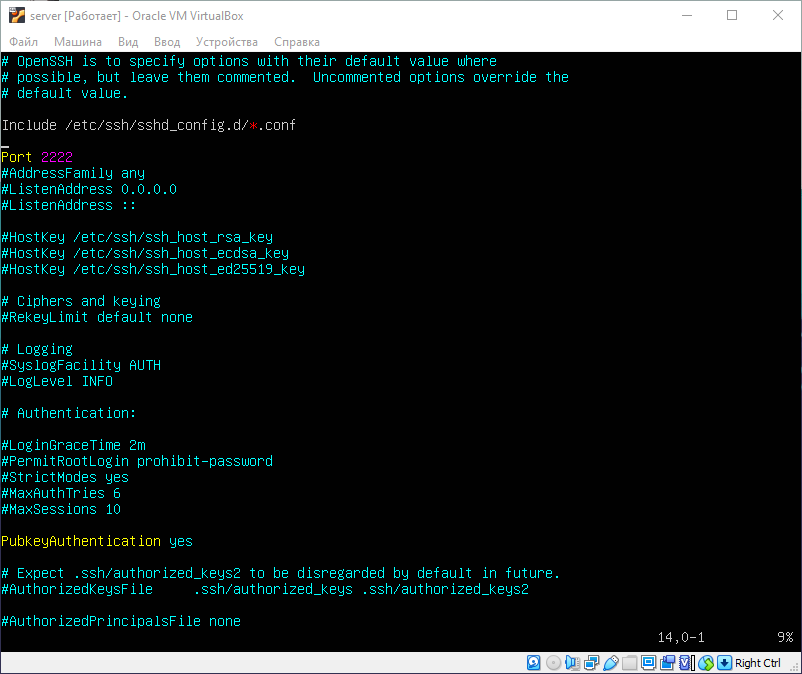 server [Работает] - Oracle VM VirtualBox
Файл Машина Вид Ввод Устройства Справка
# OpenSSH is to specify options with their default value where
# possible, but leave them commented.  Uncommented options override the
# default value.
Include /etc/ssh/sshd_config.d/*.conf
Port 2222
#AddressFamily any
#ListenAddress 0.0.0.0
#ListenAddress ::
#HostKey /etc/ssh/ssh_host_rsa_key
#HostKey /etc/ssh/ssh_host_ecdsa_key
#HostKey /etc/ssh/ssh_host_ed25519_key
# Ciphers and keying
#RekeyLimit default none
# Logging
#SyslogFacility AUTH
#LogLevel INFO
# Authentication:
#LoginGraceTime 2m
#PermitRootLogin prohibit-password
#StrictModes yes
#MaxAuthTries 6
#MaxSessions 10
PubkeyAuthentication yes
# Expect .ssh/authorized_keys2 to be disregarded by default in future.
#AuthorizedKeysFile     .ssh/authorized_keys .ssh/authorized_keys2
#AuthorizedPrincipalsFile none
14,0-1 9%
Right Ctrl